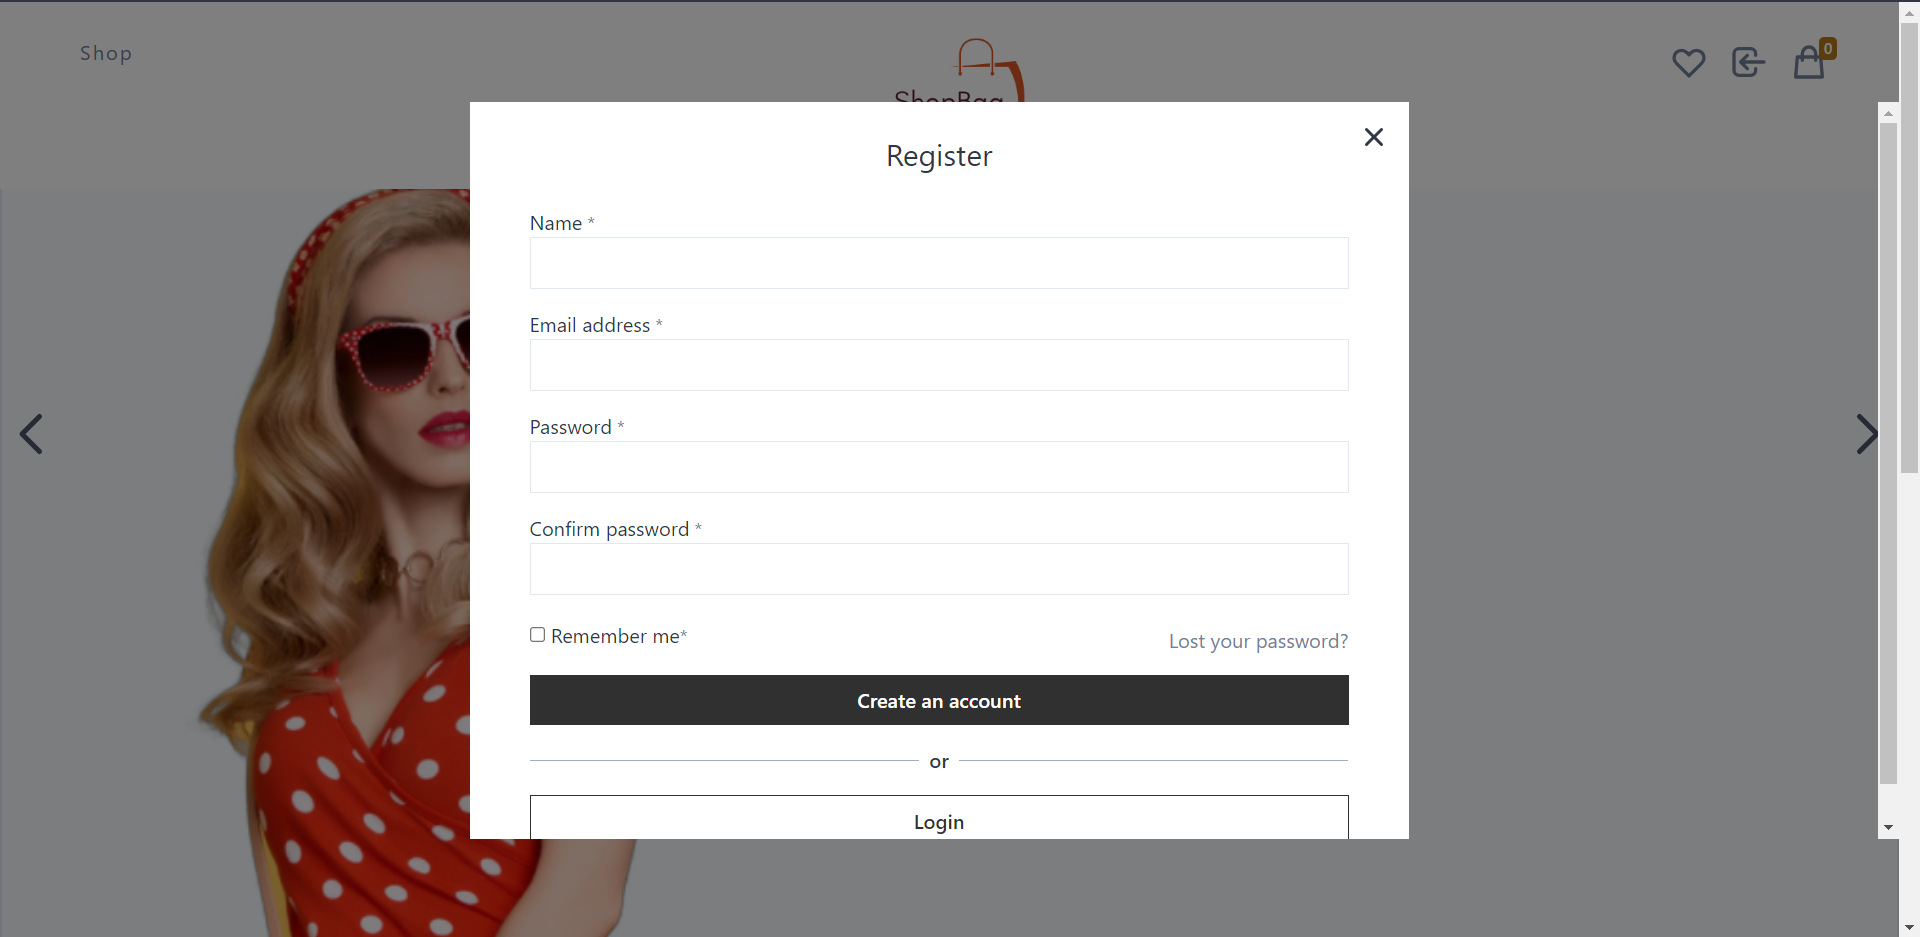 Shop
0
ShopBag
Register
Name *
Email address *
Password *
Confirm password *
Remember me*
Lost your password?
Create an account
or
Login